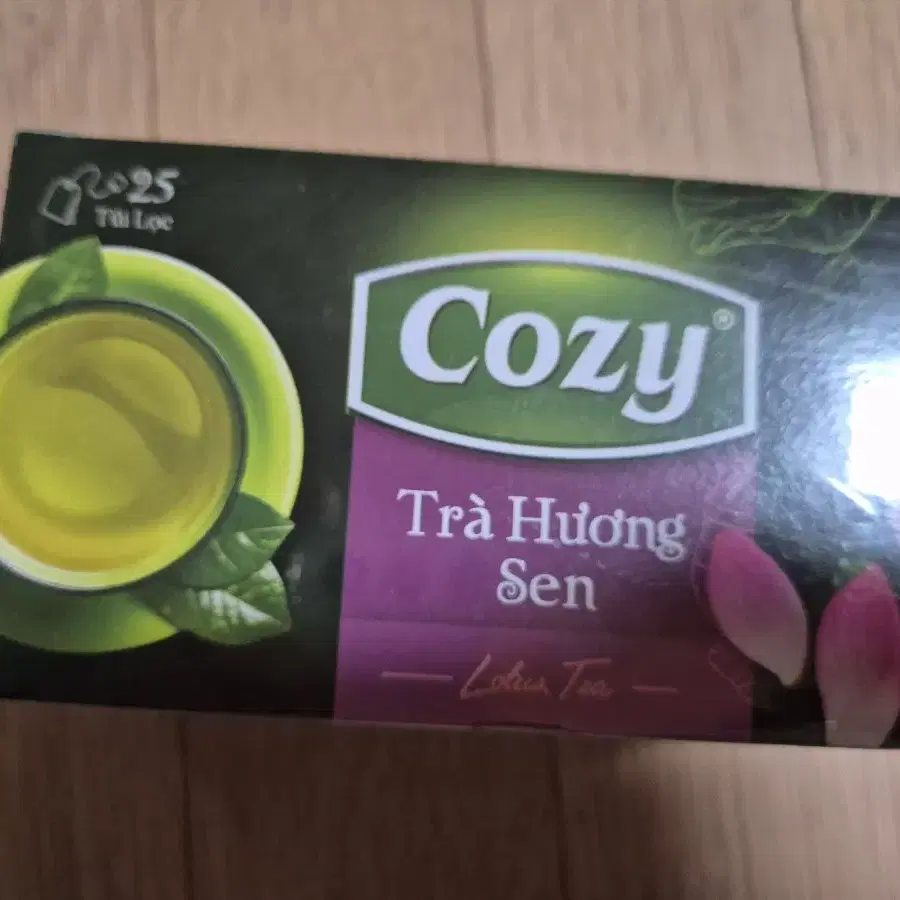 25
Túi Lọc
Cozy®
Trà Hương
Sen
Lotus Tea